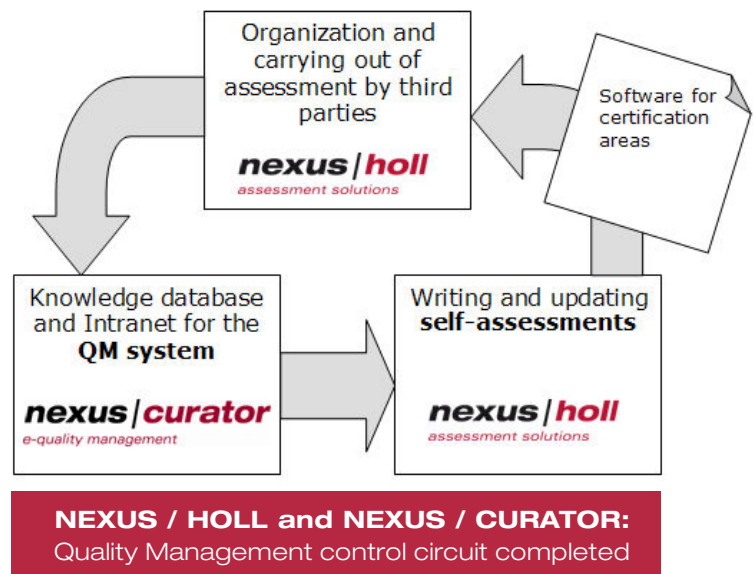 Organization and
carrying out of
assessment by third
parties
nexus|holl
assessment solutions
Software for
certification
areas
Knowledge database
and Intranet for the
QM system
nexus|curator
e-quality management
Writing and updating
self-assessments
nexus|holl
assessment solutions
NEXUS / HOLL and NEXUS / CURATOR:
Quality Management control circuit completed